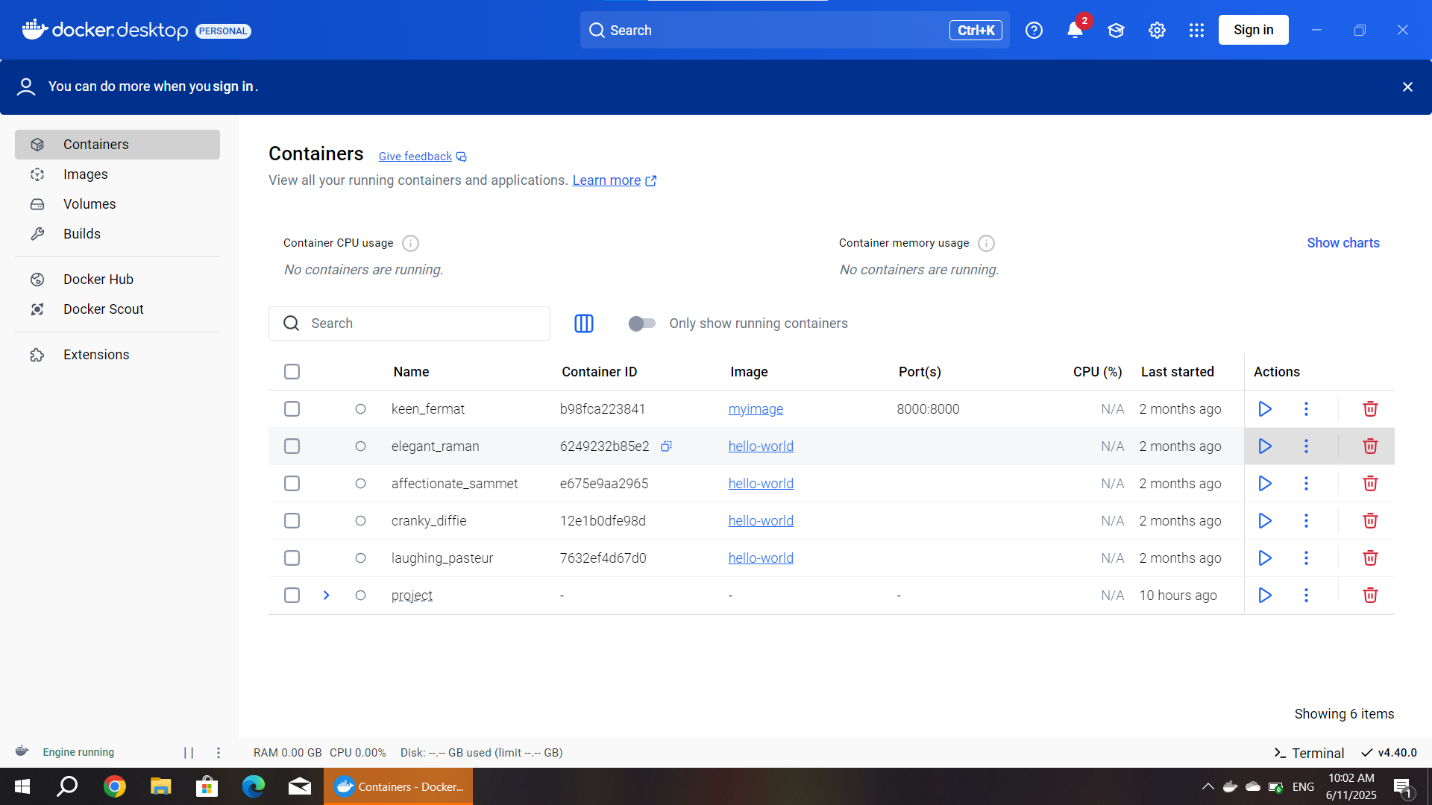 docker.desktop PERSONAL
Search Ctrl+K
2
Sign in
You can do more when you sign in.
Containers
Images
Volumes
Builds
Docker Hub
Docker Scout
Extensions
Containers Give feedback
View all your running containers and applications. Learn more
Container CPU usage
No containers are running.
Container memory usage
No containers are running.
Show charts
Search
Only show running containers
Name Container ID Image Port(s) CPU (%) Last started Actions
keen_fermat b98fca223841 myimage 8000:8000 N/A 2 months ago
elegant_raman 6249232b85e2 hello-world N/A 2 months ago
affectionate_sammet e675e9aa2965 hello-world N/A 2 months ago
cranky_diffie 12e1b0dfe98d hello-world N/A 2 months ago
laughing_pasteur 7632ef4d67d0 hello-world N/A 2 months ago
project - - - N/A 10 hours ago
Showing 6 items
Engine running
RAM 0.00 GB CPU 0.00% Disk: --.-- GB used (limit --.-- GB)
Terminal v4.40.0
Containers - Docker...
ENG
10:02 AM
6/11/2025
1